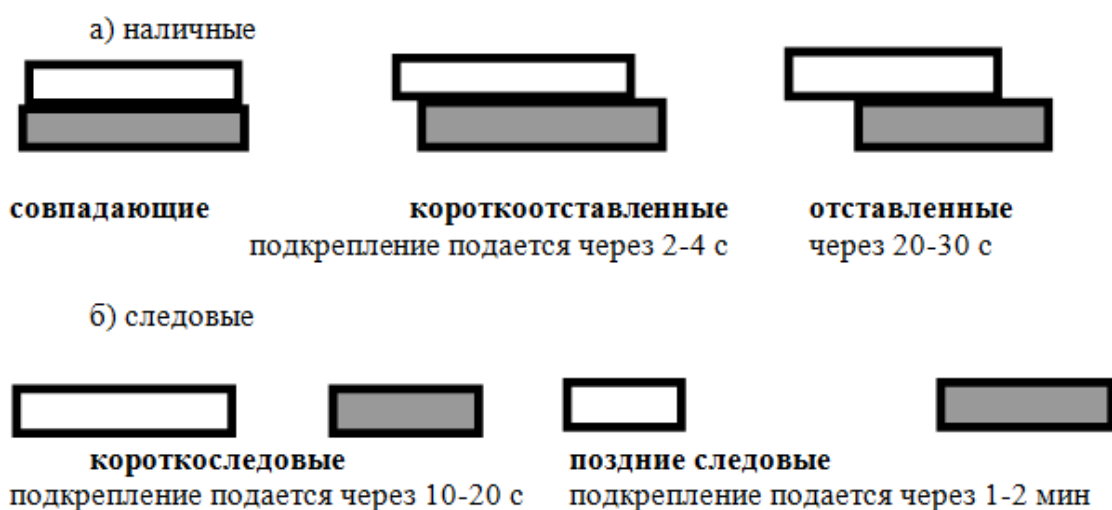 а) наличные
совпадающие короткоотставленные отставленные
подкрепление подается через 2-4 с через 20-30 с
б) следовые
короткоследовые поздние следовые
подкрепление подается через 10-20 с подкрепление подается через 1-2 мин